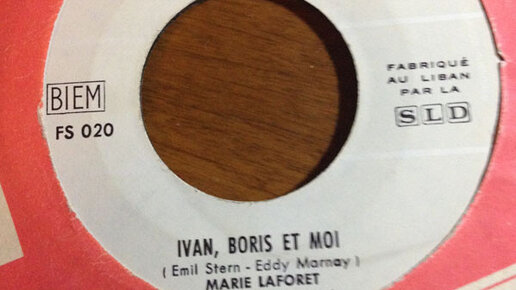 BIEM
FS 020
FABRIQUÉ
AU LIBAN
PAR LA
SLD
IVAN, BORIS ET MOI
( Emil Stern - Eddy Marnay )
MARIE LAFORET